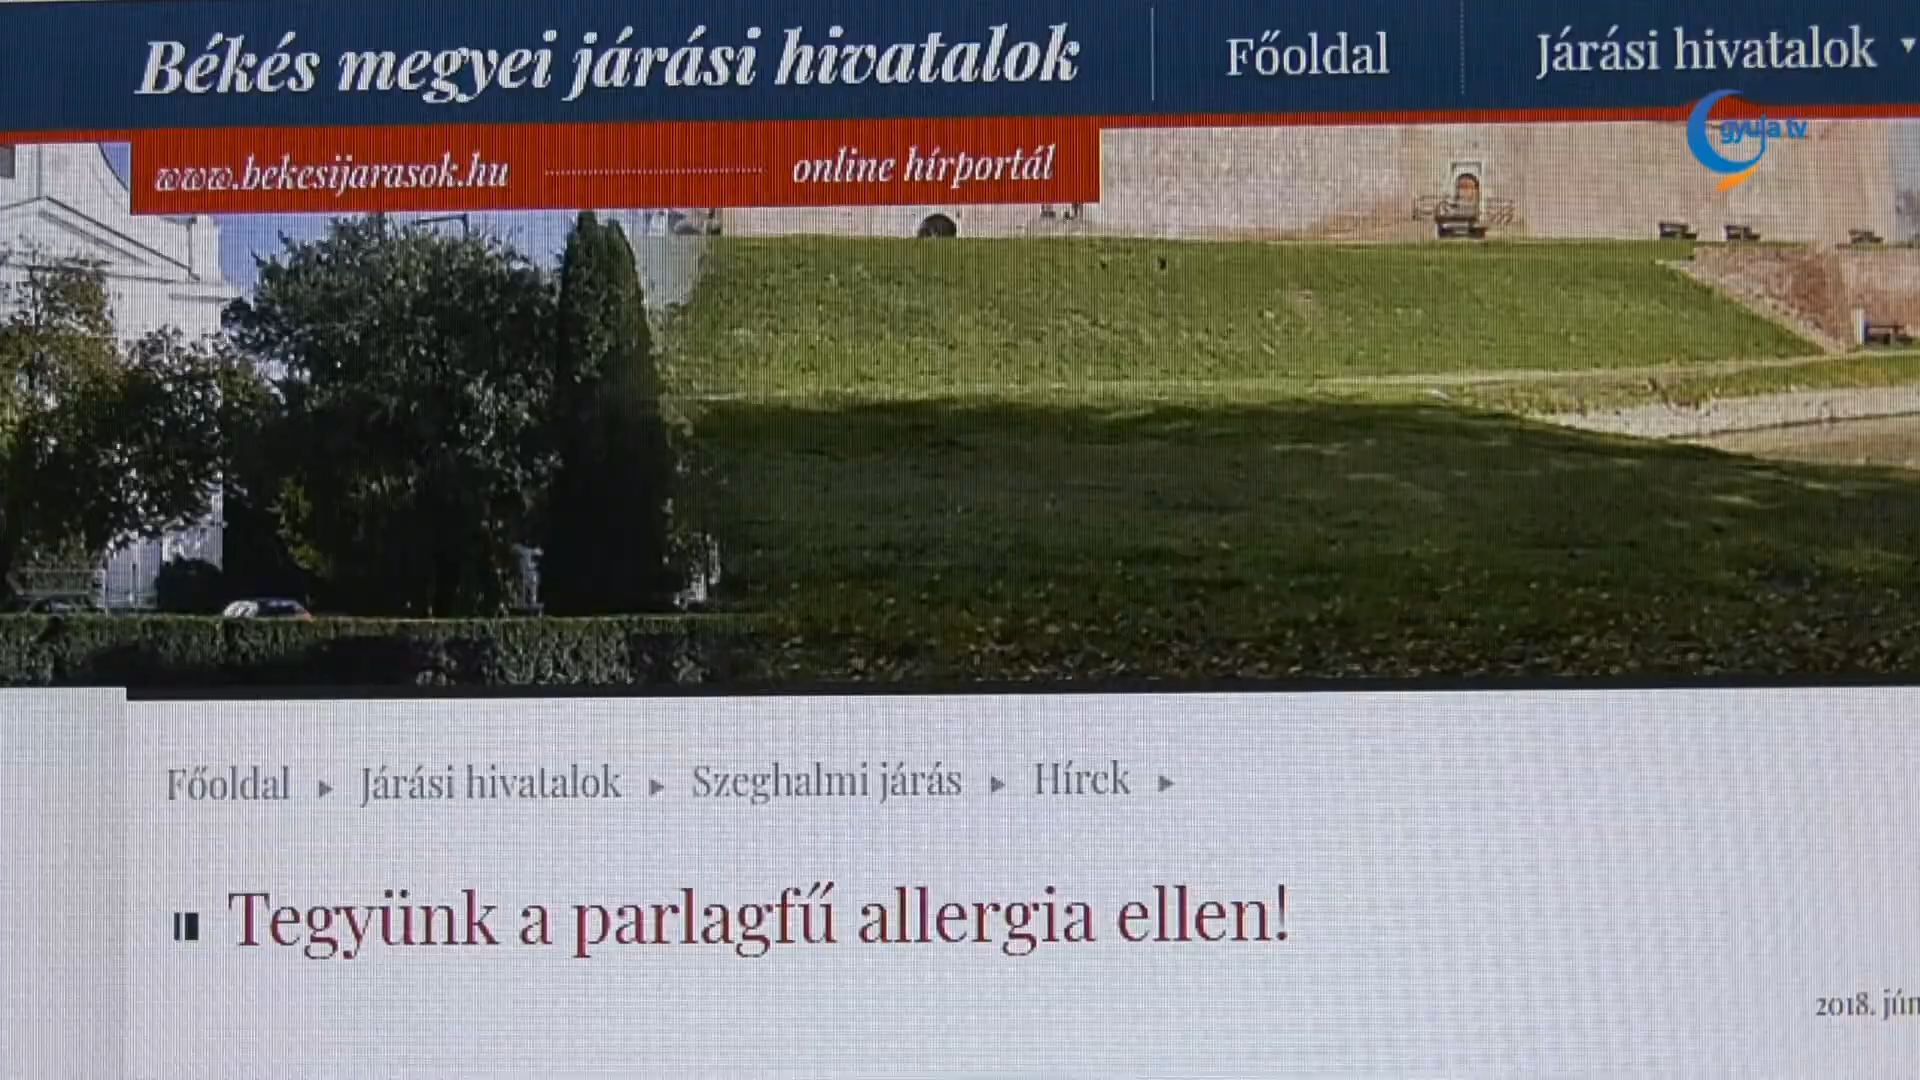 Békés megyei járási hivatalok
Főoldal
Járási hivatalok
gyula tv
www.bekesijarasok.hu
online hírportál
Főoldal ▸ Járási hivatalok ▸ Szeghalmi járás ▸ Hírek ▸
Tegyünk a parlagfű allergia ellen!
2018. jún